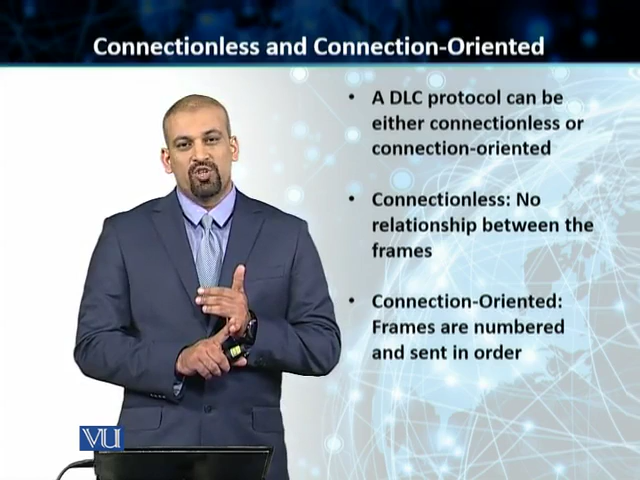 Connectionless and Connection-Oriented
• A DLC protocol can be
either connectionless or
connection-oriented
• Connectionless: No
relationship between the
frames
• Connection-Oriented:
Frames are numbered
and sent in order
VU